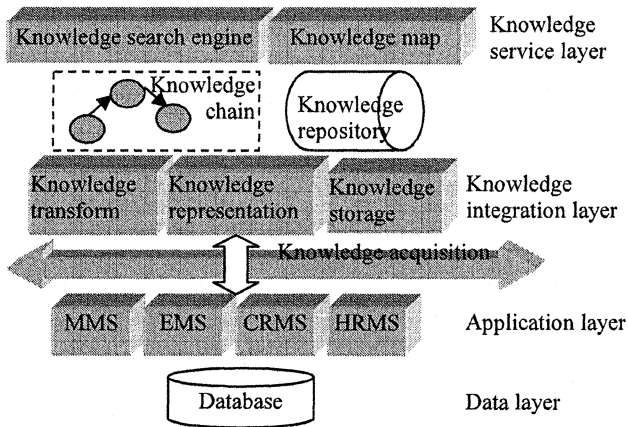 Knowledge search engine
Knowledge map
Knowledge
service layer
Knowledge
chain
Knowledge
repository
Knowledge
transform
Knowledge
representation
Knowledge
storage
Knowledge
integration layer
Knowledge acquisition
MMS
EMS
CRMS
HRMS
Application layer
Database
Data layer